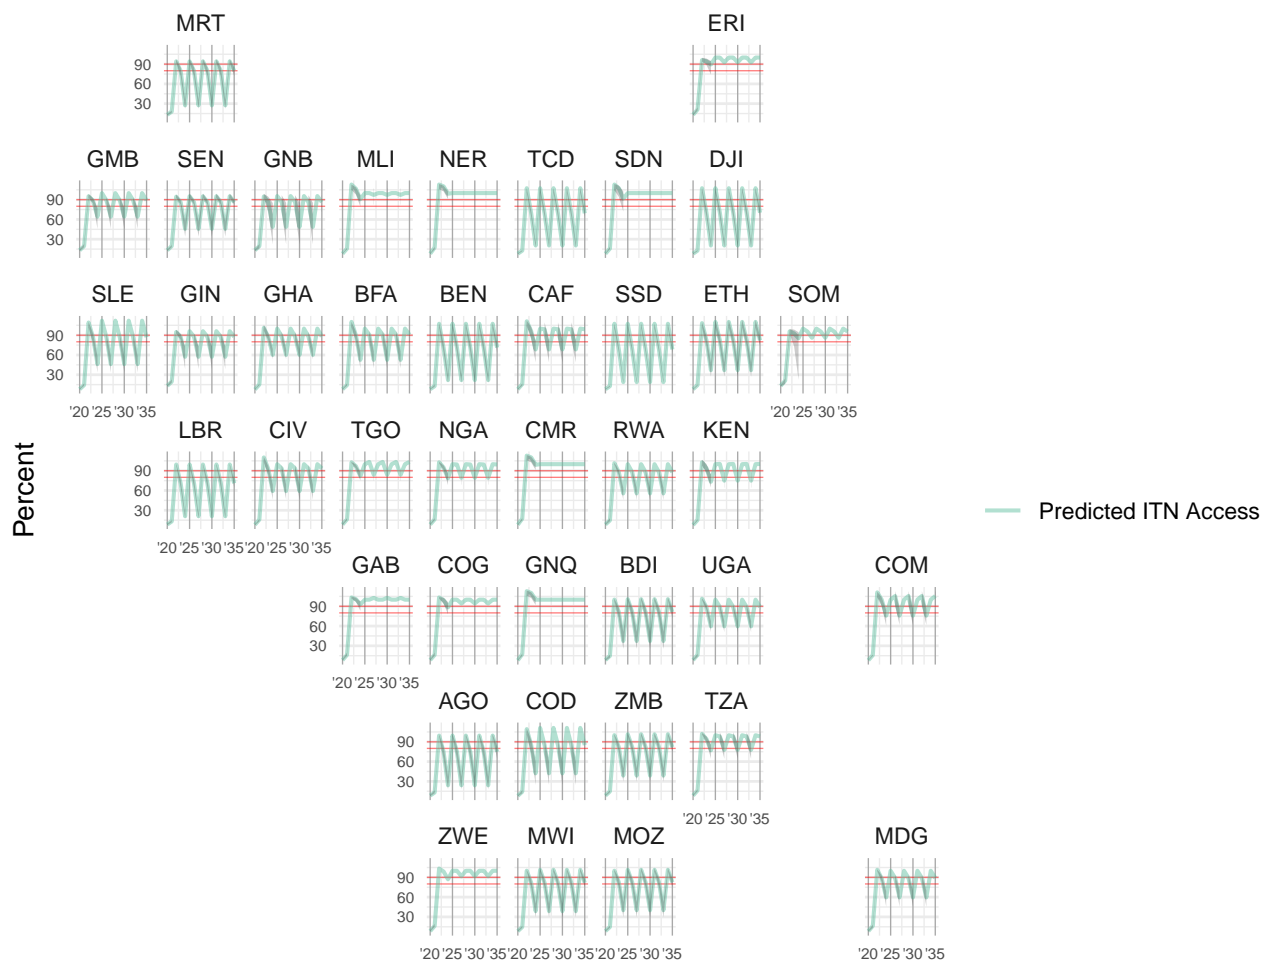 MRT ERI
90
60
30
GMB SEN GNB MLI NER TCD SDN DJI
90
60
30
SLE GIN GHA BFA BEN CAF SSD ETH SOM
90
60
30
'20 '25 '30 '35 '20 '25 '30 '35
LBR CIV TGO NGA CMR RWA KEN
90
60
30
'20 '25 '30 '35 '20 '25 '30 '35
GAB COG GNQ BDI UGA COM
90
60
30
'20 '25 '30 '35
AGO COD ZMB TZA
90
60
30
'20 '25 '30 '35
ZWE MWI MOZ MDG
90
60
30
'20 '25 '30 '35 '20 '25 '30 '35 '20 '25 '30 '35 '20 '25 '30 '35
Percent
Predicted ITN Access